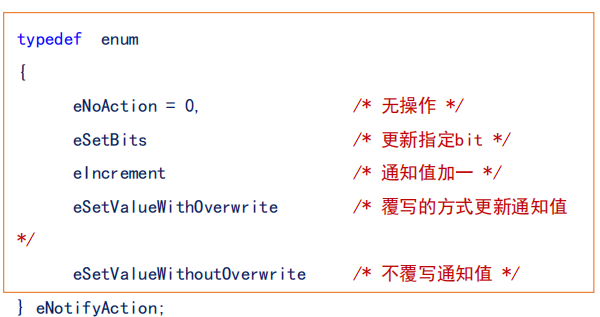 typedef enum
{
eNoAction = 0, /* 无操作 */
eSetBits /* 更新指定bit */
eIncrement /* 通知值加一 */
eSetValueWithOverwrite /* 覆写的方式更新通知值
*/
eSetValueWithoutOverwrite /* 不覆写通知值 */
} eNotifyAction;